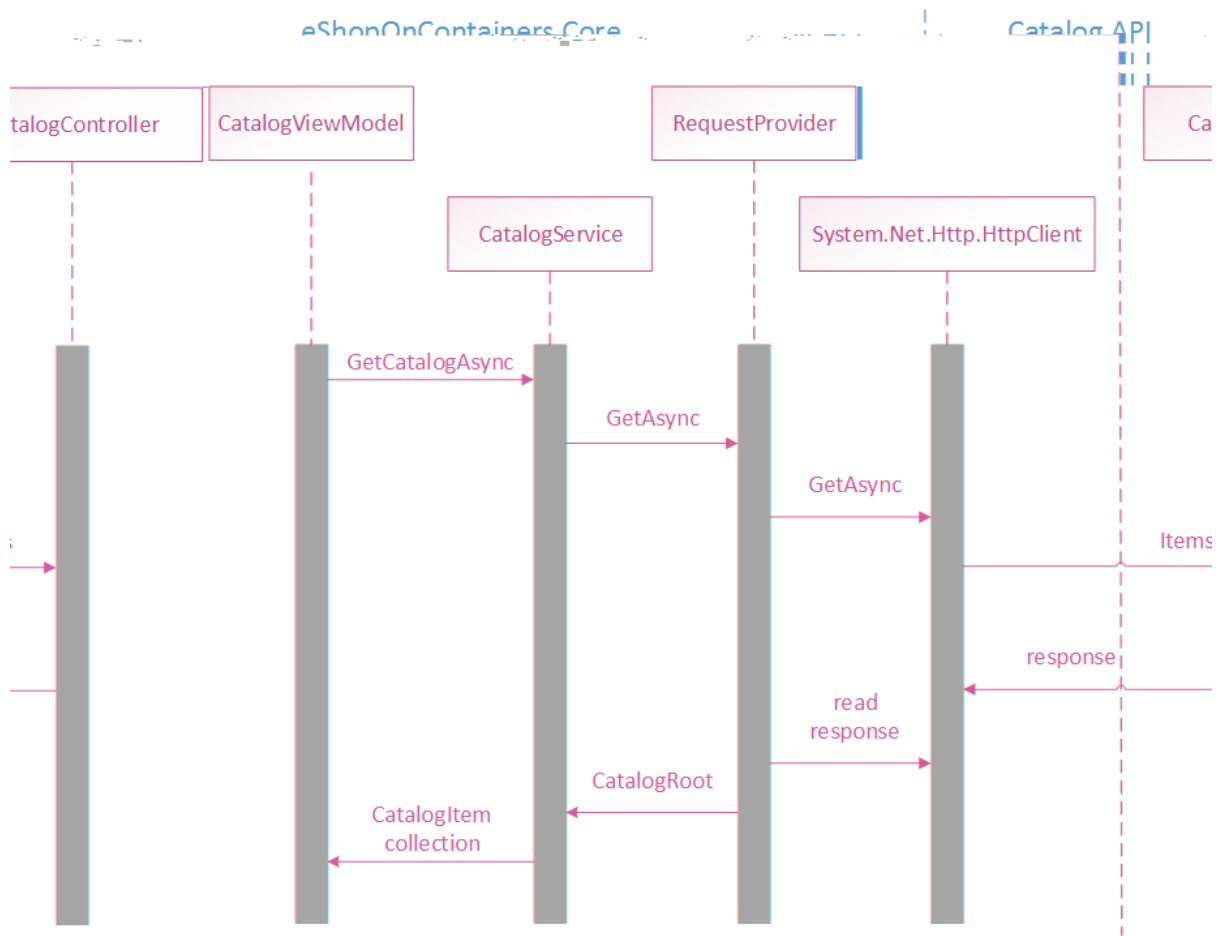 eShopOnContainers.Core
Catalog API
talogController
CatalogViewModel
RequestProvider
Ca
CatalogService
System.Net.Http.HttpClient
GetCatalogAsync
GetAsync
GetAsync
Items
response
read
response
CatalogRoot
CatalogItem
collection